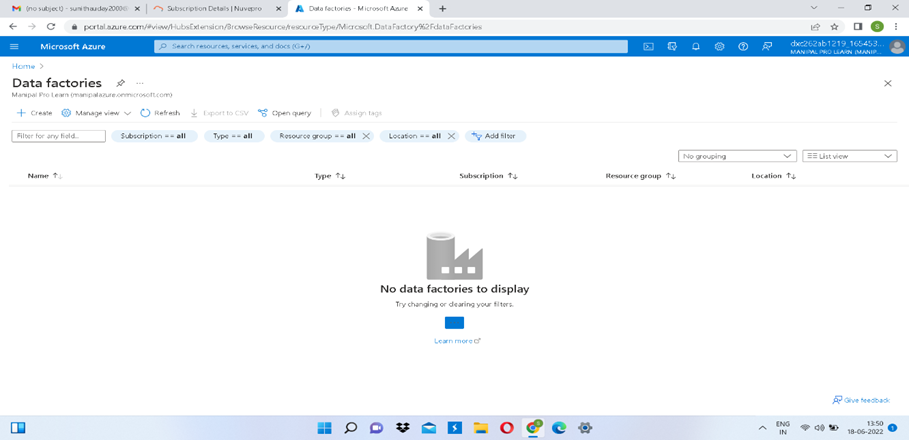 (no subject) - sumithauday2000@
Subscription Details | Nuvepro
Data factories - Microsoft Azure
portal.azure.com/#view/HubsExtension/BrowseResource/resourceType/Microsoft.DataFactory%2FdataFactories
Microsoft Azure
Search resources, services, and docs (G+/)
dxc262ab1219_165453...
MANIPAL PRO LEARN (MANIP...
Home >
Data factories
Manipal Pro Learn (manipalazure.onmicrosoft.com)
Create Manage view Refresh Export to CSV Open query Assign tags
Filter for any field... Subscription == all Type == all Resource group == all Location == all Add filter
No grouping List view
Name Type Subscription Resource group Location
No data factories to display
Try changing or clearing your filters.
Learn more
Give feedback
ENG
IN
13:50
18-06-2022